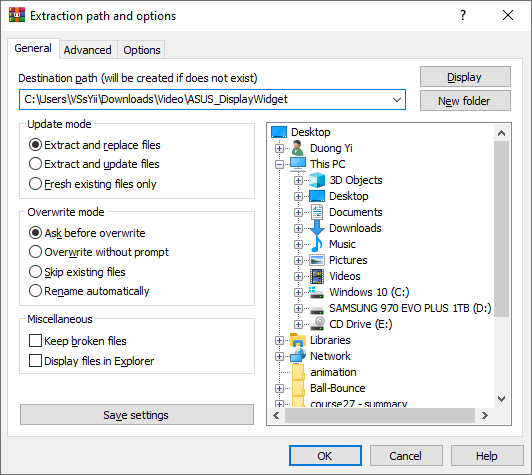 Extraction path and options
General
Advanced
Options
Destination path (will be created if does not exist)
Display
C:\Users\VSsYii\Downloads\Video\ASUS_DisplayWidget
New folder
Update mode
Extract and replace files
Extract and update files
Fresh existing files only
Overwrite mode
Ask before overwrite
Overwrite without prompt
Skip existing files
Rename automatically
Miscellaneous
Keep broken files
Display files in Explorer
Save settings
Desktop
Duong Yi
This PC
3D Objects
Desktop
Documents
Downloads
Music
Pictures
Videos
Windows 10 (C:)
SAMSUNG 970 EVO PLUS 1TB (D:)
CD Drive (E:)
Libraries
Network
animation
Ball-Bounce
course27 - summary
OK
Cancel
Help